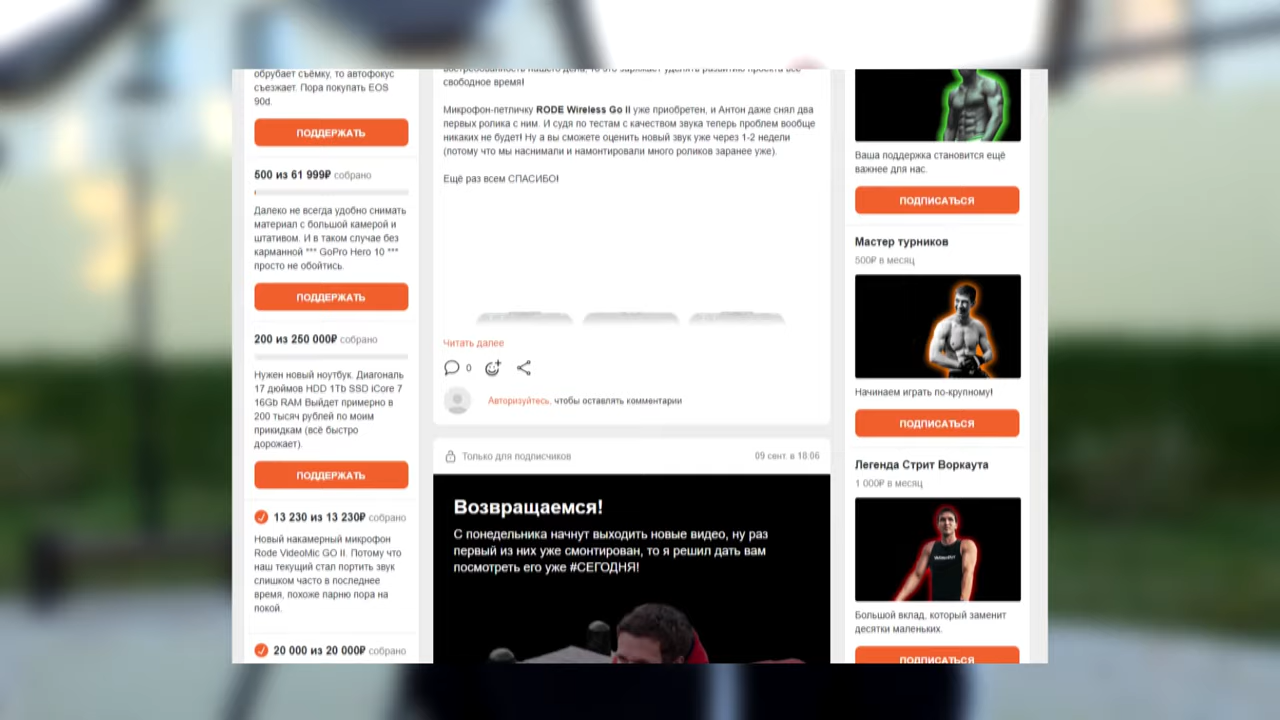 обрубает съёмку, то автофокус
съезжает. Пора покупать EOS
90d.
ПОДДЕРЖАТЬ
500 из 61 999₽ собрано
Далеко не всегда удобно снимать
материал с большой камерой и
штативом. И в таком случае без
карманной *** GoPro Hero 10 ***
просто не обойтись.
ПОДДЕРЖАТЬ
200 из 250 000₽ собрано
Нужен новый ноутбук. Диагональ
17 дюймов HDD 1Tb SSD iCore 7
16Gb RAM Выйдет примерно в
200 тысяч рублей по моим
прикидкам (всё быстро
дорожает).
ПОДДЕРЖАТЬ
13 230 из 13 230₽ собрано
Новый накамерный микрофон
Rode VideoMic GO II. Потому что
наш текущий стал портить звук
слишком часто в последнее
время, похоже парню пора на
покой.
20 000 из 20 000₽ собрано
востребованность нашего дела, то это заряжает уделять развитию проекта всё
свободное время!
Микрофон-петличку RODE Wireless Go II уже приобретен, и Антон даже снял два
первых ролика с ним. И судя по тестам с качеством звука теперь проблем вообще
никаких не будет! Ну а вы сможете оценить новый звук уже через 1-2 недели
(потому что мы наснимали и намонтировали много роликов заранее уже).
Ещё раз всем СПАСИБО!
Читать далее
0
Авторизуйтесь, чтобы оставлять комментарии
Только для подписчиков 09 сент. в 18:06
Возвращаемся!
С понедельника начнут выходить новые видео, ну раз
первый из них уже смонтирован, то я решил дать вам
посмотреть его уже #СЕГОДНЯ!
Ваша поддержка становится ещё
важнее для нас.
ПОДПИСАТЬСЯ
Мастер турников
500₽ в месяц
Начинаем играть по-крупному!
ПОДПИСАТЬСЯ
Легенда Стрит Воркаута
1 000₽ в месяц
Большой вклад, который заменит
десятки маленьких.
ПОДПИСАТЬСЯ